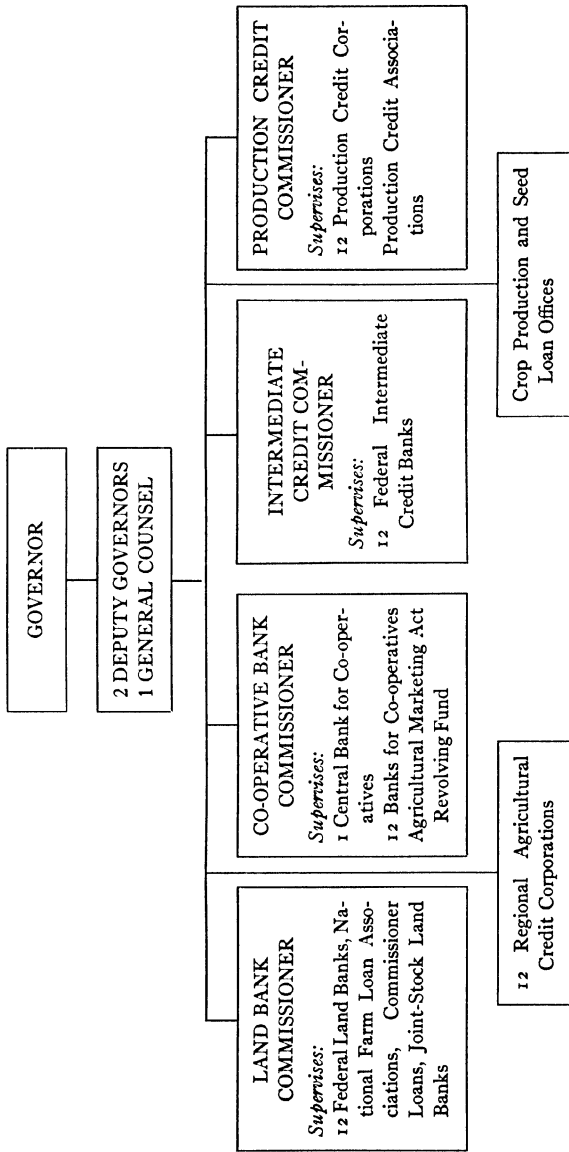 GOVERNOR
2 DEPUTY GOVERNORS
1 GENERAL COUNSEL
LAND BANK
COMMISSIONER
Supervises:
12 Federal Land Banks, Na-
tional Farm Loan Asso-
ciations, Commissioner
Loans, Joint-Stock Land
Banks
CO-OPERATIVE BANK
COMMISSIONER
Supervises:
1 Central Bank for Co-oper-
atives
12 Banks for Co-operatives
Agricultural Marketing Act
Revolving Fund
INTERMEDIATE
CREDIT COM-
MISSIONER
Supervises:
12 Federal Intermediate
Credit Banks
PRODUCTION CREDIT
COMMISSIONER
Supervises:
12 Production Credit Cor-
porations
Production Credit Associa-
tions
12 Regional Agricultural
Credit Corporations
Crop Production and Seed
Loan Offices